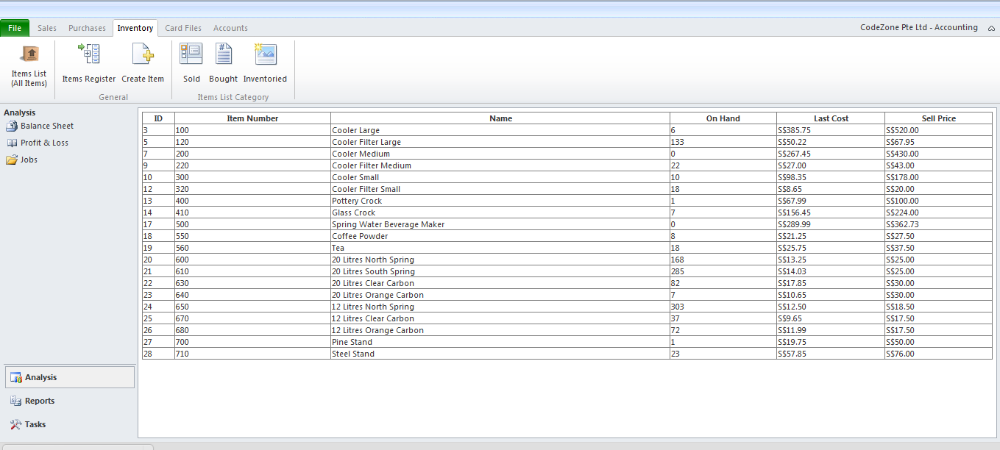 File Sales Purchases Inventory Card Files Accounts CodeZone Pte Ltd - Accounting
Items List
(All Items)
Items Register Create Item
General
Sold Bought Inventoried
Items List Category
Analysis
Balance Sheet
Profit & Loss
Jobs
ID Item Number Name On Hand Last Cost Sell Price
3 100 Cooler Large 6 S$385.75 S$520.00
5 120 Cooler Filter Large 133 S$50.22 S$67.95
7 200 Cooler Medium 0 S$267.45 S$430.00
9 220 Cooler Filter Medium 22 S$27.00 S$43.00
10 300 Cooler Small 10 S$98.35 S$178.00
12 320 Cooler Filter Small 18 S$8.65 S$20.00
13 400 Pottery Crock 1 S$67.99 S$100.00
14 410 Glass Crock 7 S$156.45 S$224.00
17 500 Spring Water Beverage Maker 0 S$289.99 S$362.73
18 550 Coffee Powder 8 S$21.25 S$27.50
19 560 Tea 18 S$25.75 S$37.50
20 600 20 Litres North Spring 168 S$13.25 S$25.00
21 610 20 Litres South Spring 285 S$14.03 S$25.00
22 630 20 Litres Clear Carbon 82 S$17.85 S$30.00
23 640 20 Litres Orange Carbon 7 S$10.65 S$30.00
24 650 12 Litres North Spring 303 S$12.50 S$18.50
25 670 12 Litres Clear Carbon 37 S$9.65 S$17.50
26 680 12 Litres Orange Carbon 72 S$11.99 S$17.50
27 700 Pine Stand 1 S$19.75 S$50.00
28 710 Steel Stand 23 S$57.85 S$76.00
Analysis
Reports
Tasks